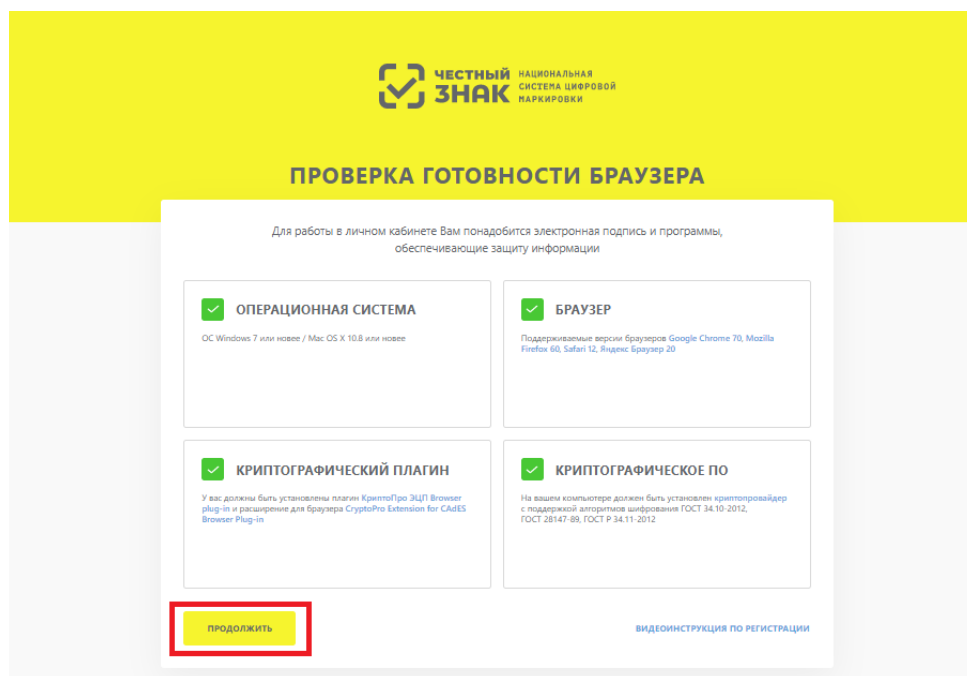 ЧЕСТНЫЙ
ЗНАК
НАЦИОНАЛЬНАЯ
СИСТЕМА ЦИФРОВОЙ
МАРКИРОВКИ
ПРОВЕРКА ГОТОВНОСТИ БРАУЗЕРА
Для работы в личном кабинете Вам понадобится электронная подпись и программы,
обеспечивающие защиту информации
ОПЕРАЦИОННАЯ СИСТЕМА
ОС Windows 7 или новее / Mac OS X 10.8 или новее
БРАУЗЕР
Поддерживаемые версии браузеров Google Chrome 70, Mozilla
Firefox 60, Safari 12, Яндекс Браузер 20
КРИПТОГРАФИЧЕСКИЙ ПЛАГИН
У вас должны быть установлены плагин КриптоПро ЭЦП Browser
plug-in и расширение для браузера CryptoPro Extension for CAdES
Browser Plug-in
КРИПТОГРАФИЧЕСКОЕ ПО
На вашем компьютере должен быть установлен криптопровайдер
с поддержкой алгоритмов шифрования ГОСТ 34.10-2012,
ГОСТ 28147-89, ГОСТ Р 34.11-2012
ПРОДОЛЖИТЬ
ВИДЕОИНСТРУКЦИЯ ПО РЕГИСТРАЦИИ